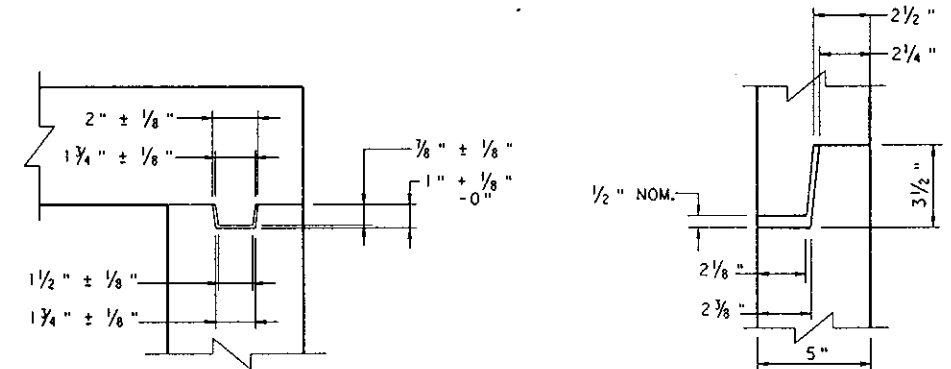 2" ± 1/8"
1 3/4" ± 1/8"
7/8" ± 1/8"
1" + 1/8"
-0"
1 1/2" ± 1/8"
1 3/4" ± 1/8"
2 1/2"
2 1/4"
1/2" NOM.
3 1/2"
2 1/8"
2 3/8"
5"